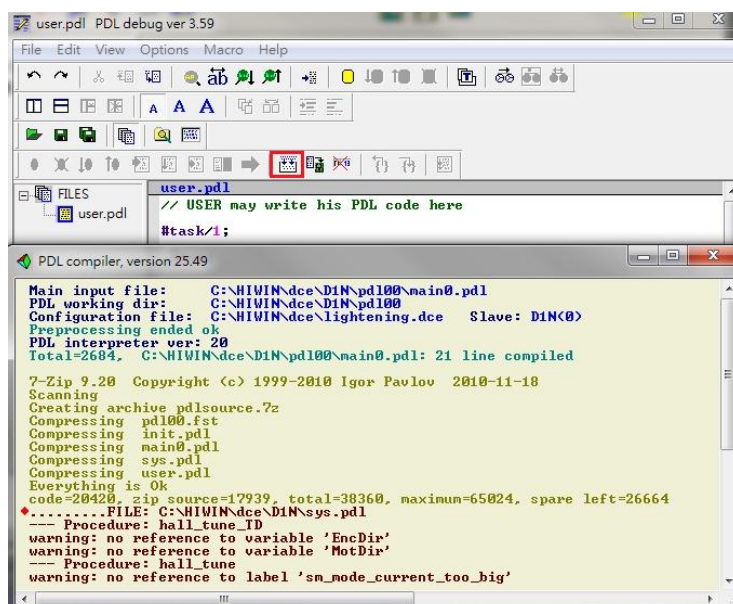 user.pdl PDL debug ver 3.59
File Edit View Options Macro Help
ab
A A A
FILES
user.pdl
user.pdl
// USER may write his PDL code here
#task/1;
PDL compiler, version 25.49
Main input file: C:\HIWIN\dce\D1N\pdl00\main0.pdl
PDL working dir: C:\HIWIN\dce\D1N\pdl00
Configuration file: C:\HIWIN\dce\lightening.dce Slave: D1N(0)
Preprocessing ended ok
PDL interpreter ver: 20
Total=2684, C:\HIWIN\dce\D1N\pdl00\main0.pdl: 21 line compiled
7-Zip 9.20 Copyright (c) 1999-2010 Igor Pavlov 2010-11-18
Scanning
Creating archive pdlsource.7z
Compressing pdl00.fst
Compressing init.pdl
Compressing main0.pdl
Compressing sys.pdl
Compressing user.pdl
Everything is Ok
code=20420, zip source=17939, total=38360, maximum=65024, spare left=26664
.........FILE: C:\HIWIN\dce\D1N\sys.pdl
--- Procedure: hall_tune_TD
warning: no reference to variable 'EncDir'
warning: no reference to variable 'MotDir'
--- Procedure: hall_tune
warning: no reference to label 'sm_mode_current_too_big'